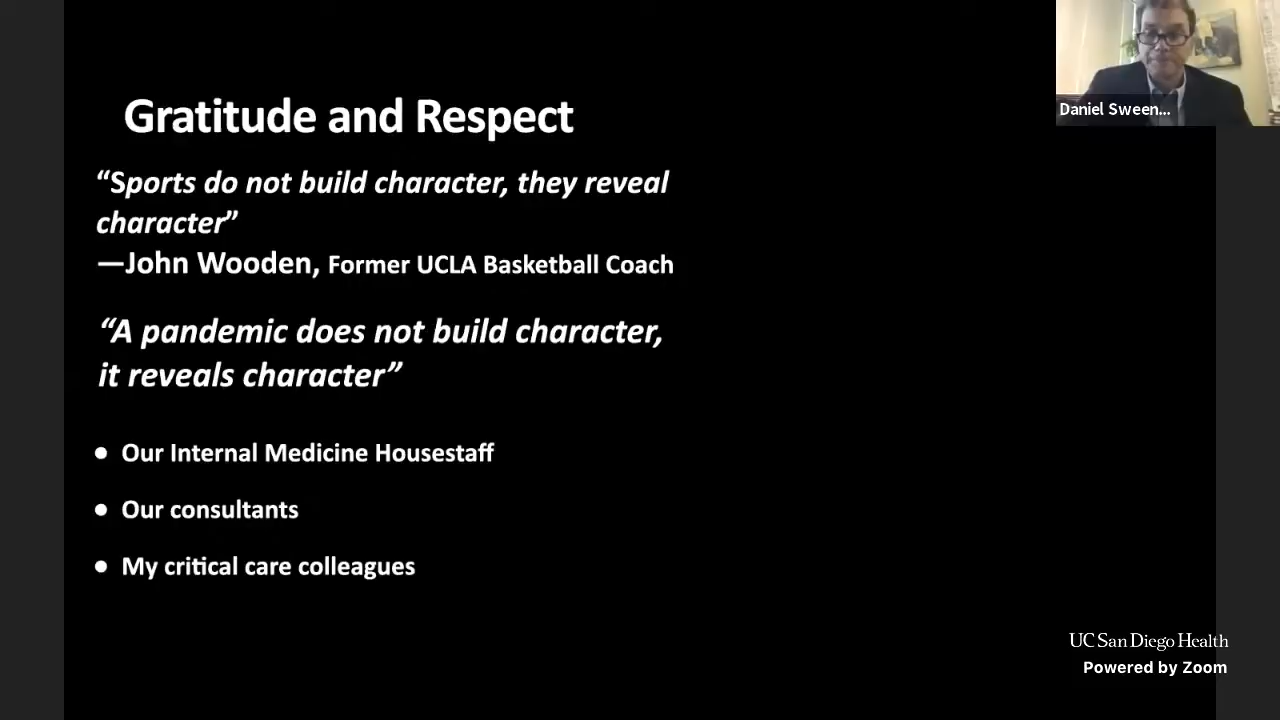 Gratitude and Respect
“Sports do not build character, they reveal
character”
—John Wooden, Former UCLA Basketball Coach
“A pandemic does not build character,
it reveals character”
• Our Internal Medicine Housestaff
• Our consultants
• My critical care colleagues
Daniel Sween...
UC San Diego Health
Powered by Zoom